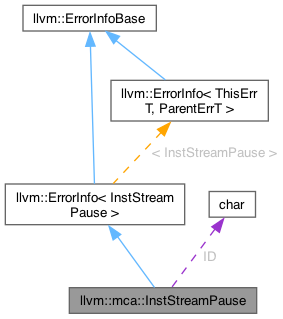 llvm::ErrorInfoBase
llvm::ErrorInfo< ThisErr
T, ParentErrT >
< InstStreamPause >
llvm::ErrorInfo< InstStream
Pause >
char
ID
llvm::mca::InstStreamPause